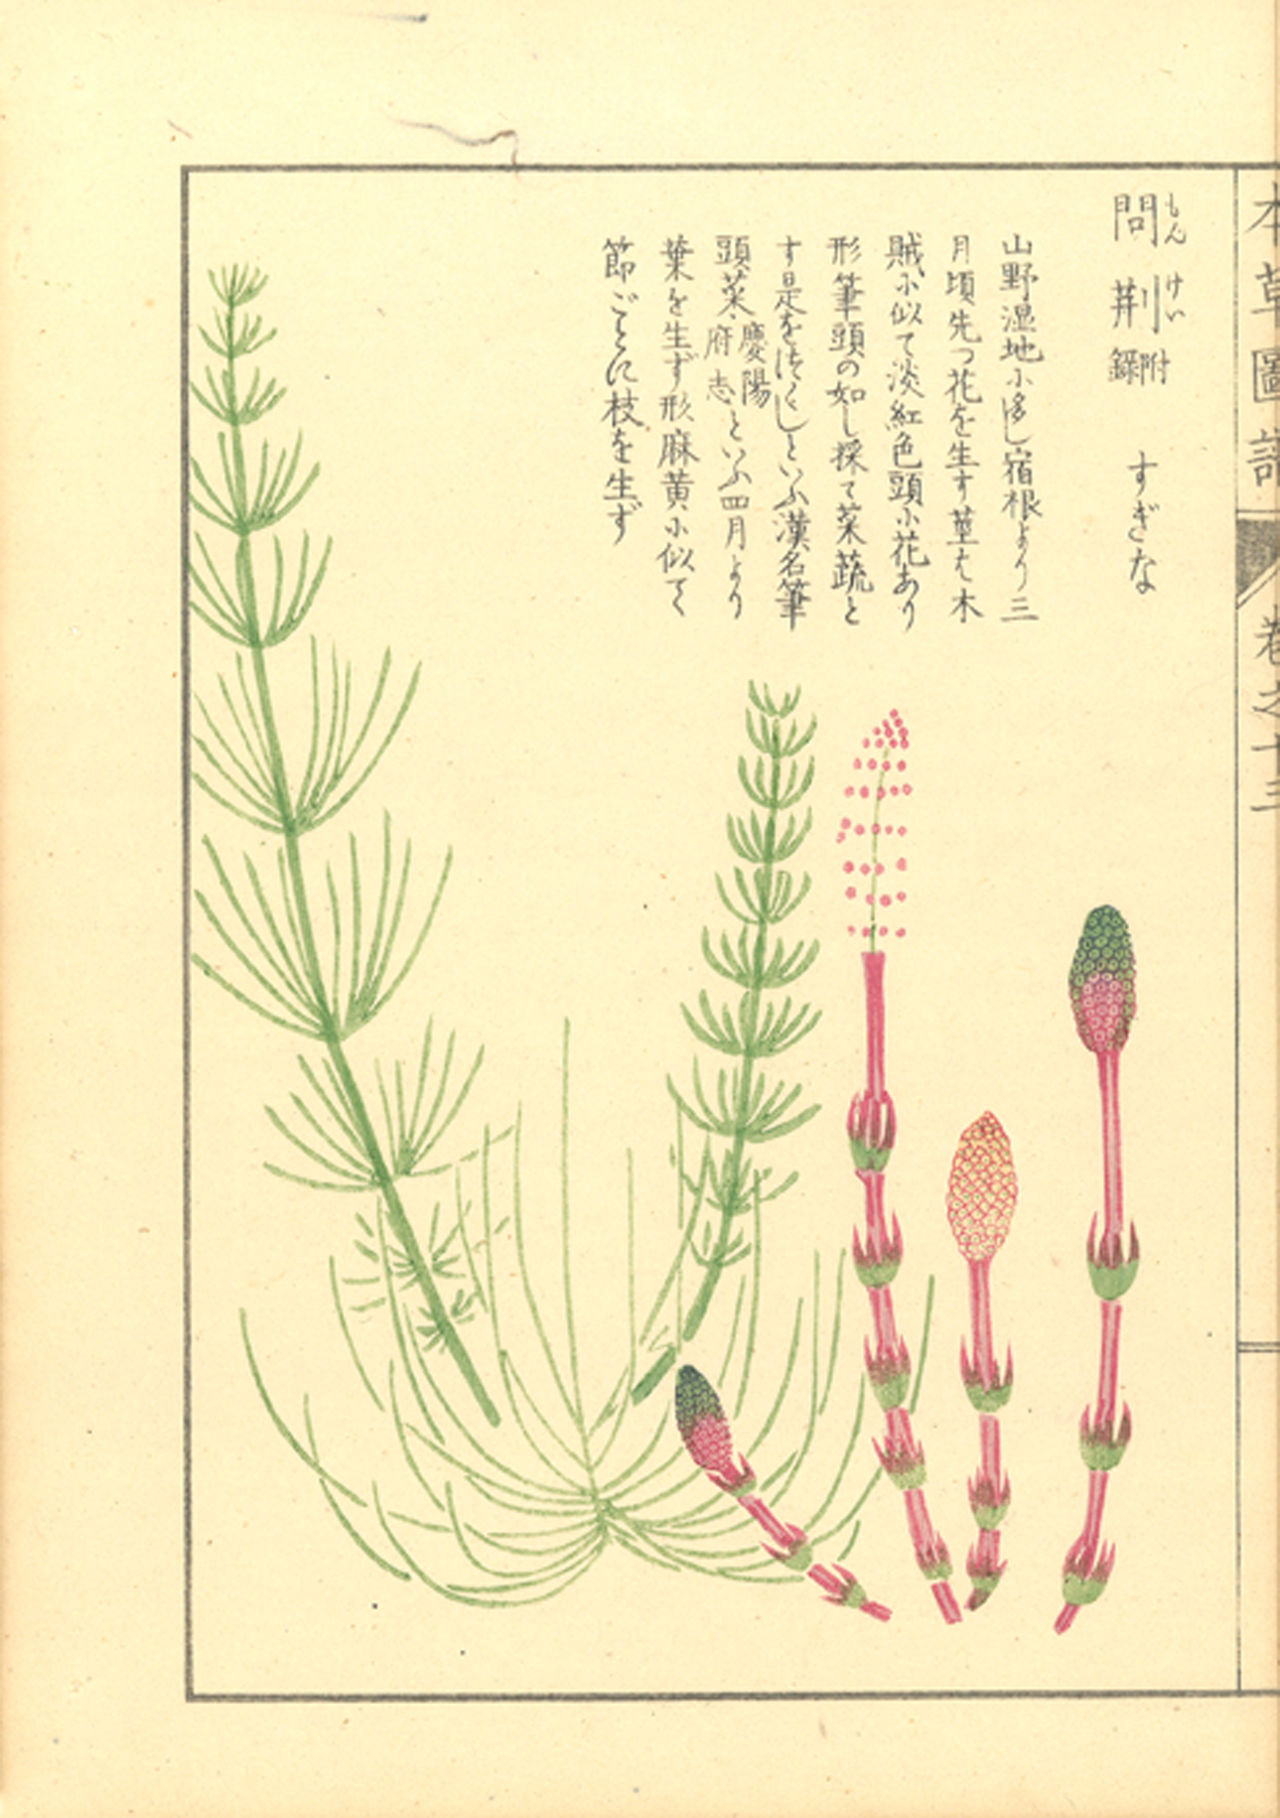 本草圖譜 巻之十三
問荆 もんけい 附録 すぎな
山野湿地に多し宿根より三
月頃先つ花を生す茎は木
賊に似て淡紅色頭に花あり
形筆頭の如し採て菜蔬と
す是をつくしといふ漢名筆
頭菜 慶陽府志 といふ四月より
葉を生ず形麻黄に似て
節ごとに枝を生ず